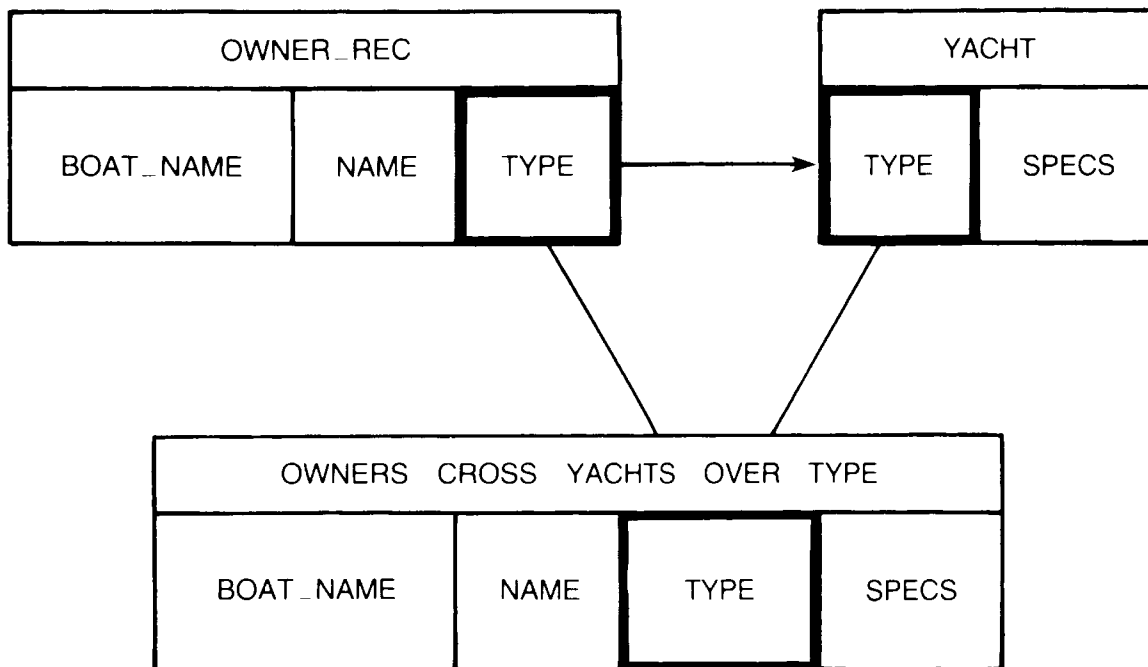 OWNER_REC
YACHT
BOAT_NAME NAME TYPE
TYPE SPECS
OWNERS CROSS YACHTS OVER TYPE
BOAT_NAME NAME TYPE SPECS